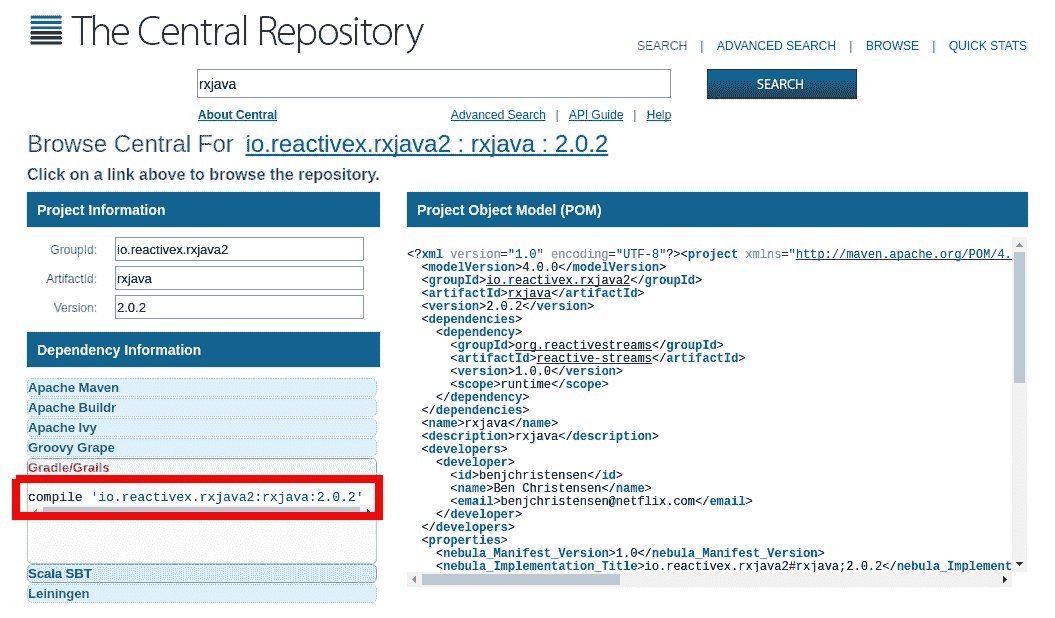 The Central Repository
SEARCH | ADVANCED SEARCH | BROWSE | QUICK STATS
rxjava
SEARCH
About Central
Advanced Search | API Guide | Help
Browse Central For io.reactivex.rxjava2 : rxjava : 2.0.2
Click on a link above to browse the repository.
Project Information
GroupId: io.reactivex.rxjava2
ArtifactId: rxjava
Version: 2.0.2
Dependency Information
Apache Maven
Apache Buildr
Apache Ivy
Groovy Grape
Gradle/Grails
compile 'io.reactivex.rxjava2:rxjava:2.0.2'
Scala SBT
Leiningen
Project Object Model (POM)
<?xml version="1.0" encoding="UTF-8"?><project xmlns="http://maven.apache.org/POM/4.
<modelVersion>4.0.0</modelVersion>
<groupId>io.reactivex.rxjava2</groupId>
<artifactId>rxjava</artifactId>
<version>2.0.2</version>
<dependencies>
<dependency>
<groupId>org.reactivestreams</groupId>
<artifactId>reactive-streams</artifactId>
<version>1.0.0</version>
<scope>runtime</scope>
</dependency>
</dependencies>
<name>rxjava</name>
<description>rxjava</description>
<developers>
<developer>
<id>benjchristensen</id>
<name>Ben Christensen</name>
<email>benjchristensen@netflix.com</email>
</developer>
</developers>
<properties>
<nebula_Manifest_Version>1.0</nebula_Manifest_Version>
<nebula_Implementation_Title>io.reactivex.rxjava2#rxjava;2.0.2</nebula_Implement